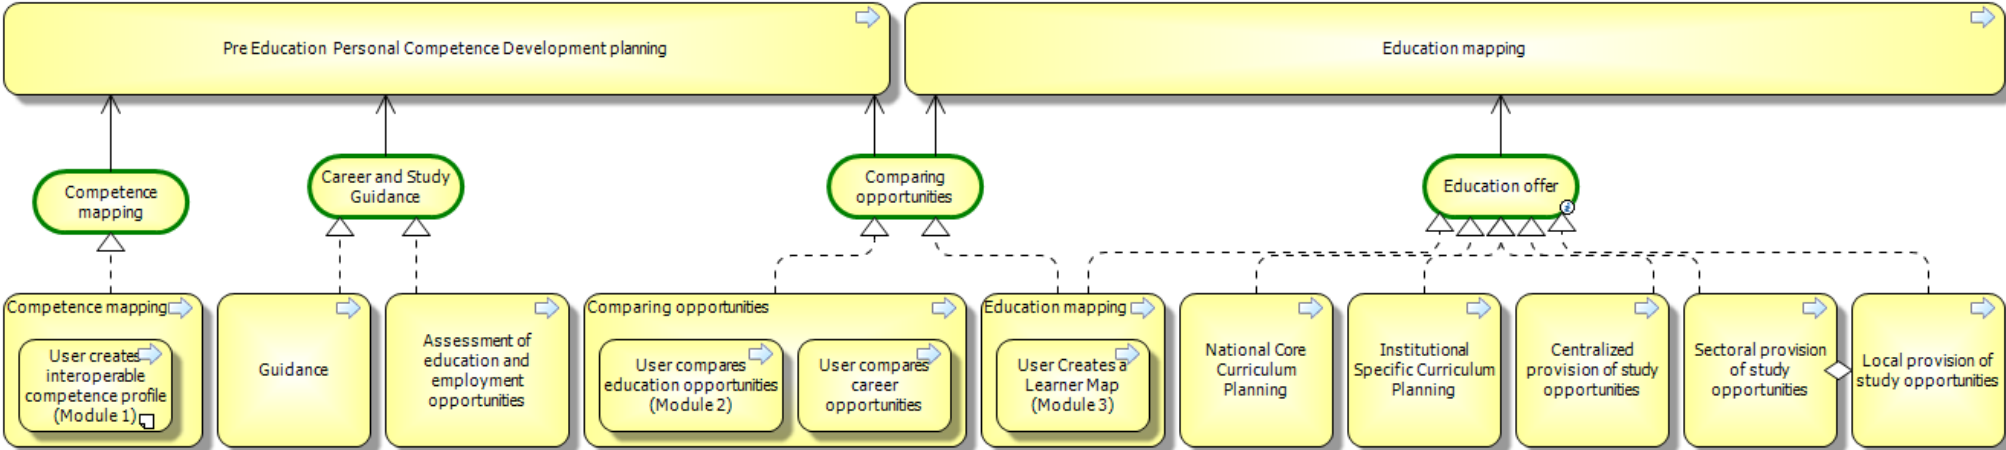 Pre Education Personal Competence Development planning
Education mapping
Competence
mapping
Career and Study
Guidance
Comparing
opportunities
Education offer
Competence mapping
User creates
interoperable
competence profile
(Module 1)
Guidance
Assessment of
education and
employment
opportunities
Comparing opportunities
User compares
education opportunities
(Module 2)
User compares
career
opportunities
Education mapping
User Creates a
Learner Map
(Module 3)
National Core
Curriculum
Planning
Institutional
Specific Curriculum
Planning
Centralized
provision of study
opportunities
Sectoral provision
of study
opportunities
Local provision of
study opportunities